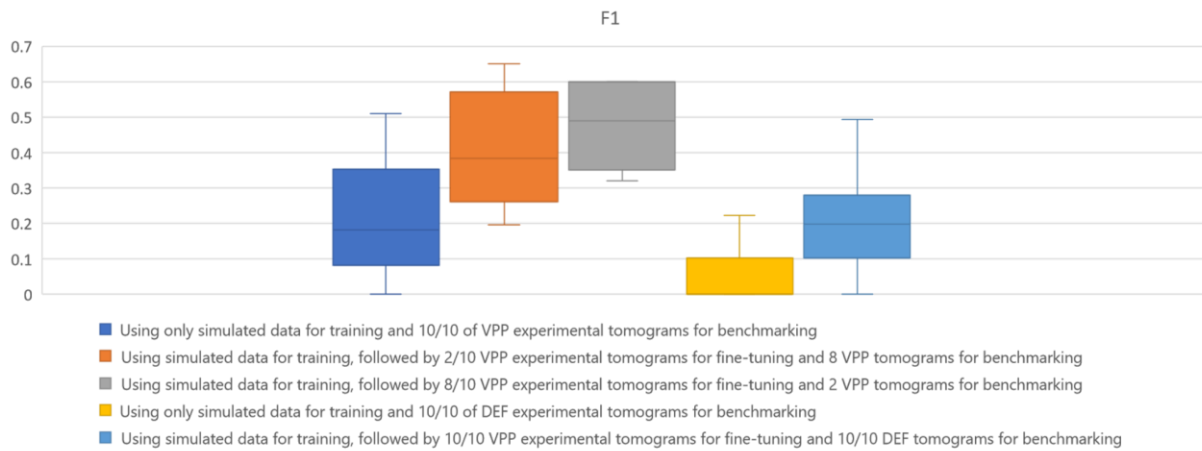 F1
0.7
0.6
0.5
0.4
0.3
0.2
0.1
0
Using only simulated data for training and 10/10 of VPP experimental tomograms for benchmarking
Using simulated data for training, followed by 2/10 VPP experimental tomograms for fine-tuning and 8 VPP tomograms for benchmarking
Using simulated data for training, followed by 8/10 VPP experimental tomograms for fine-tuning and 2 VPP tomograms for benchmarking
Using only simulated data for training and 10/10 of DEF experimental tomograms for benchmarking
Using simulated data for training, followed by 10/10 VPP experimental tomograms for fine-tuning and 10/10 DEF tomograms for benchmarking